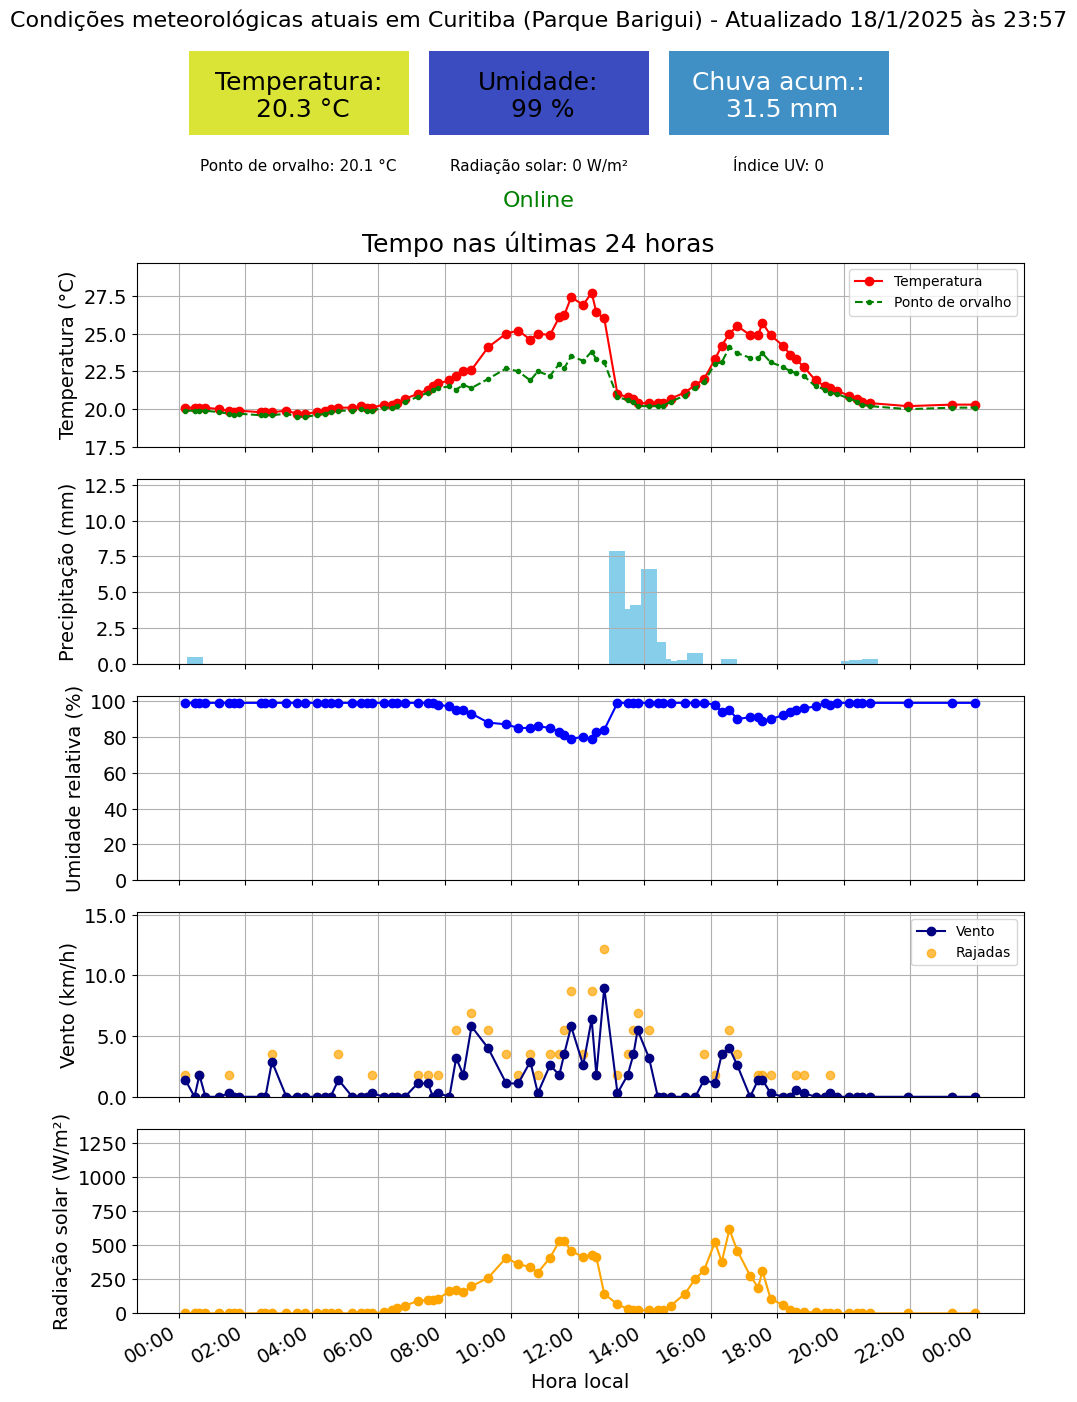 Condições meteorológicas atuais em Curitiba (Parque Barigui) - Atualizado 18/1/2025 às 23:57
Temperatura:
20.3 °C
Umidade:
99 %
Chuva acum.:
31.5 mm
Ponto de orvalho: 20.1 °C
Radiação solar: 0 W/m²
Índice UV: 0
Online
Tempo nas últimas 24 horas
Temperatura (°C)
27.5
25.0
22.5
20.0
17.5
Temperatura
Ponto de orvalho
Precipitação (mm)
12.5
10.0
7.5
5.0
2.5
0.0
Umidade relativa (%)
100
80
60
40
20
0
Vento (km/h)
15.0
10.0
5.0
0.0
Vento
Rajadas
Radiação solar (W/m²)
1250
1000
750
500
250
0
00:00
02:00
04:00
06:00
08:00
10:00
12:00
14:00
16:00
18:00
20:00
22:00
00:00
Hora local